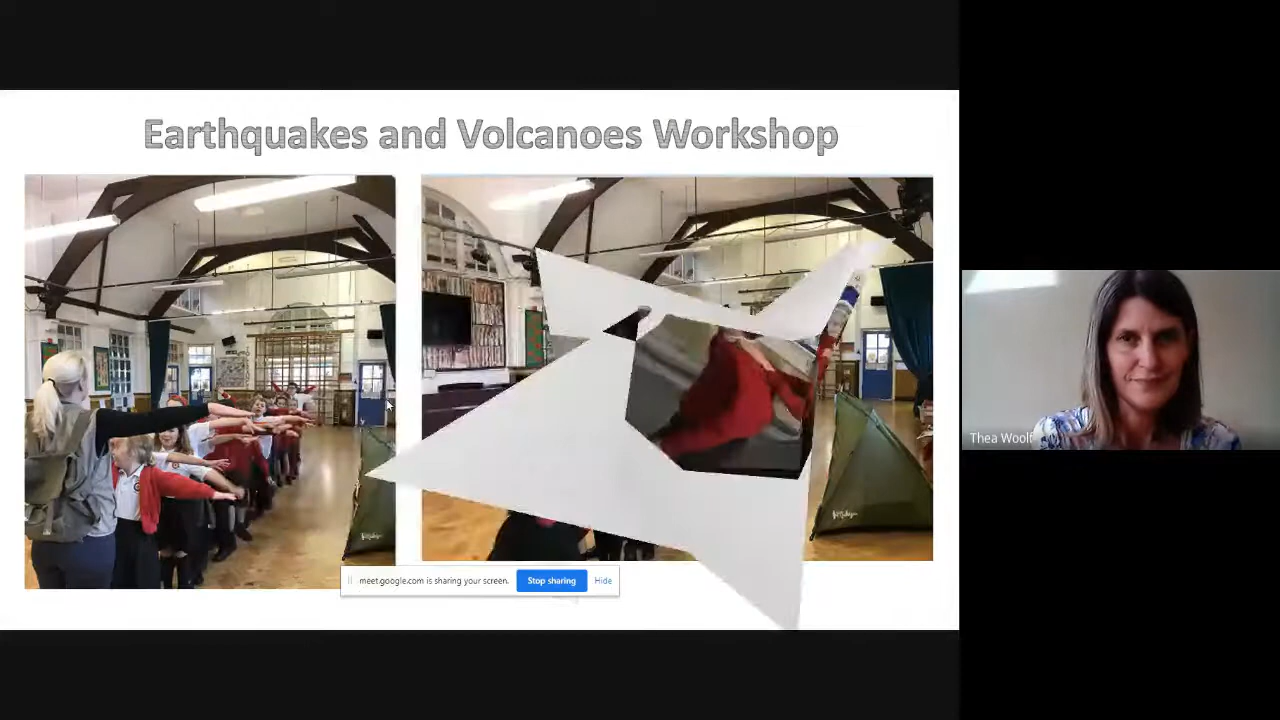 Earthquakes and Volcanoes Workshop
meet.google.com is sharing your screen.
Stop sharing
Hide
Thea Woolf